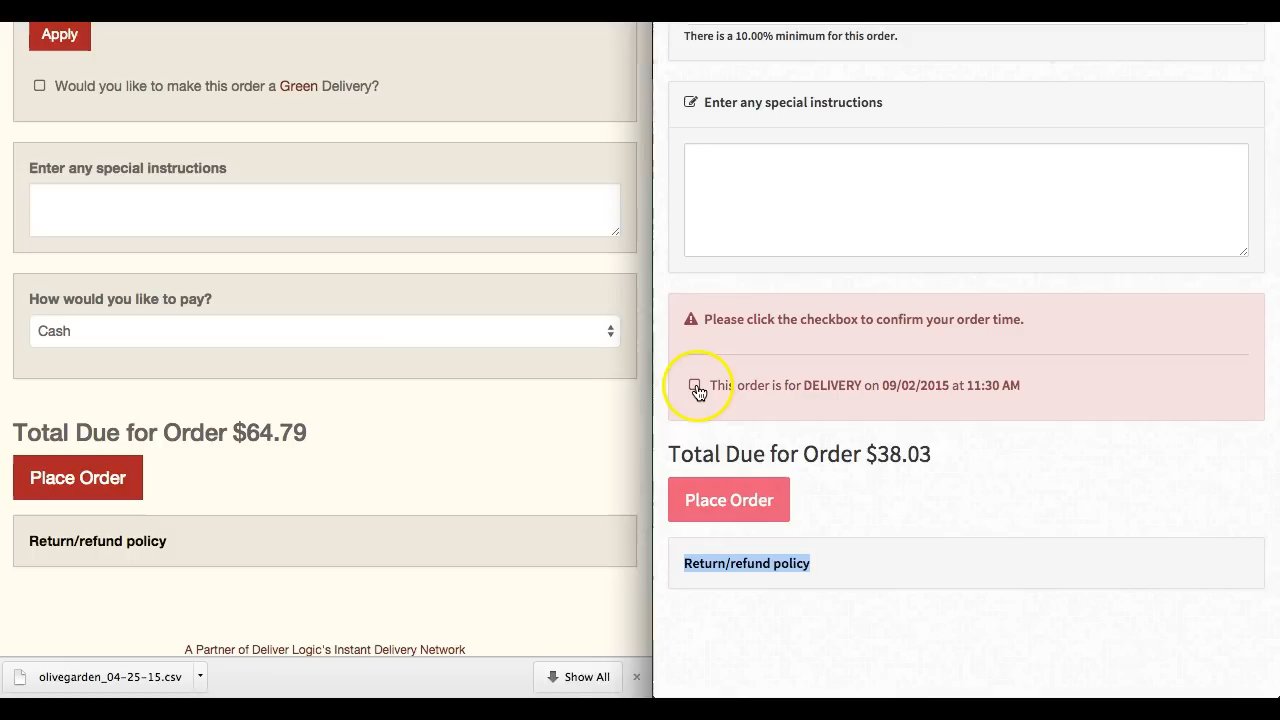 Apply
Would you like to make this order a Green Delivery?
Enter any special instructions
How would you like to pay?
Cash
Total Due for Order $64.79
Place Order
Return/refund policy
A Partner of Deliver Logic's Instant Delivery Network
olivegarden_04-25-15.csv
Show All
There is a 10.00% minimum for this order.
Enter any special instructions
Please click the checkbox to confirm your order time.
This order is for DELIVERY on 09/02/2015 at 11:30 AM
Total Due for Order $38.03
Place Order
Return/refund policy